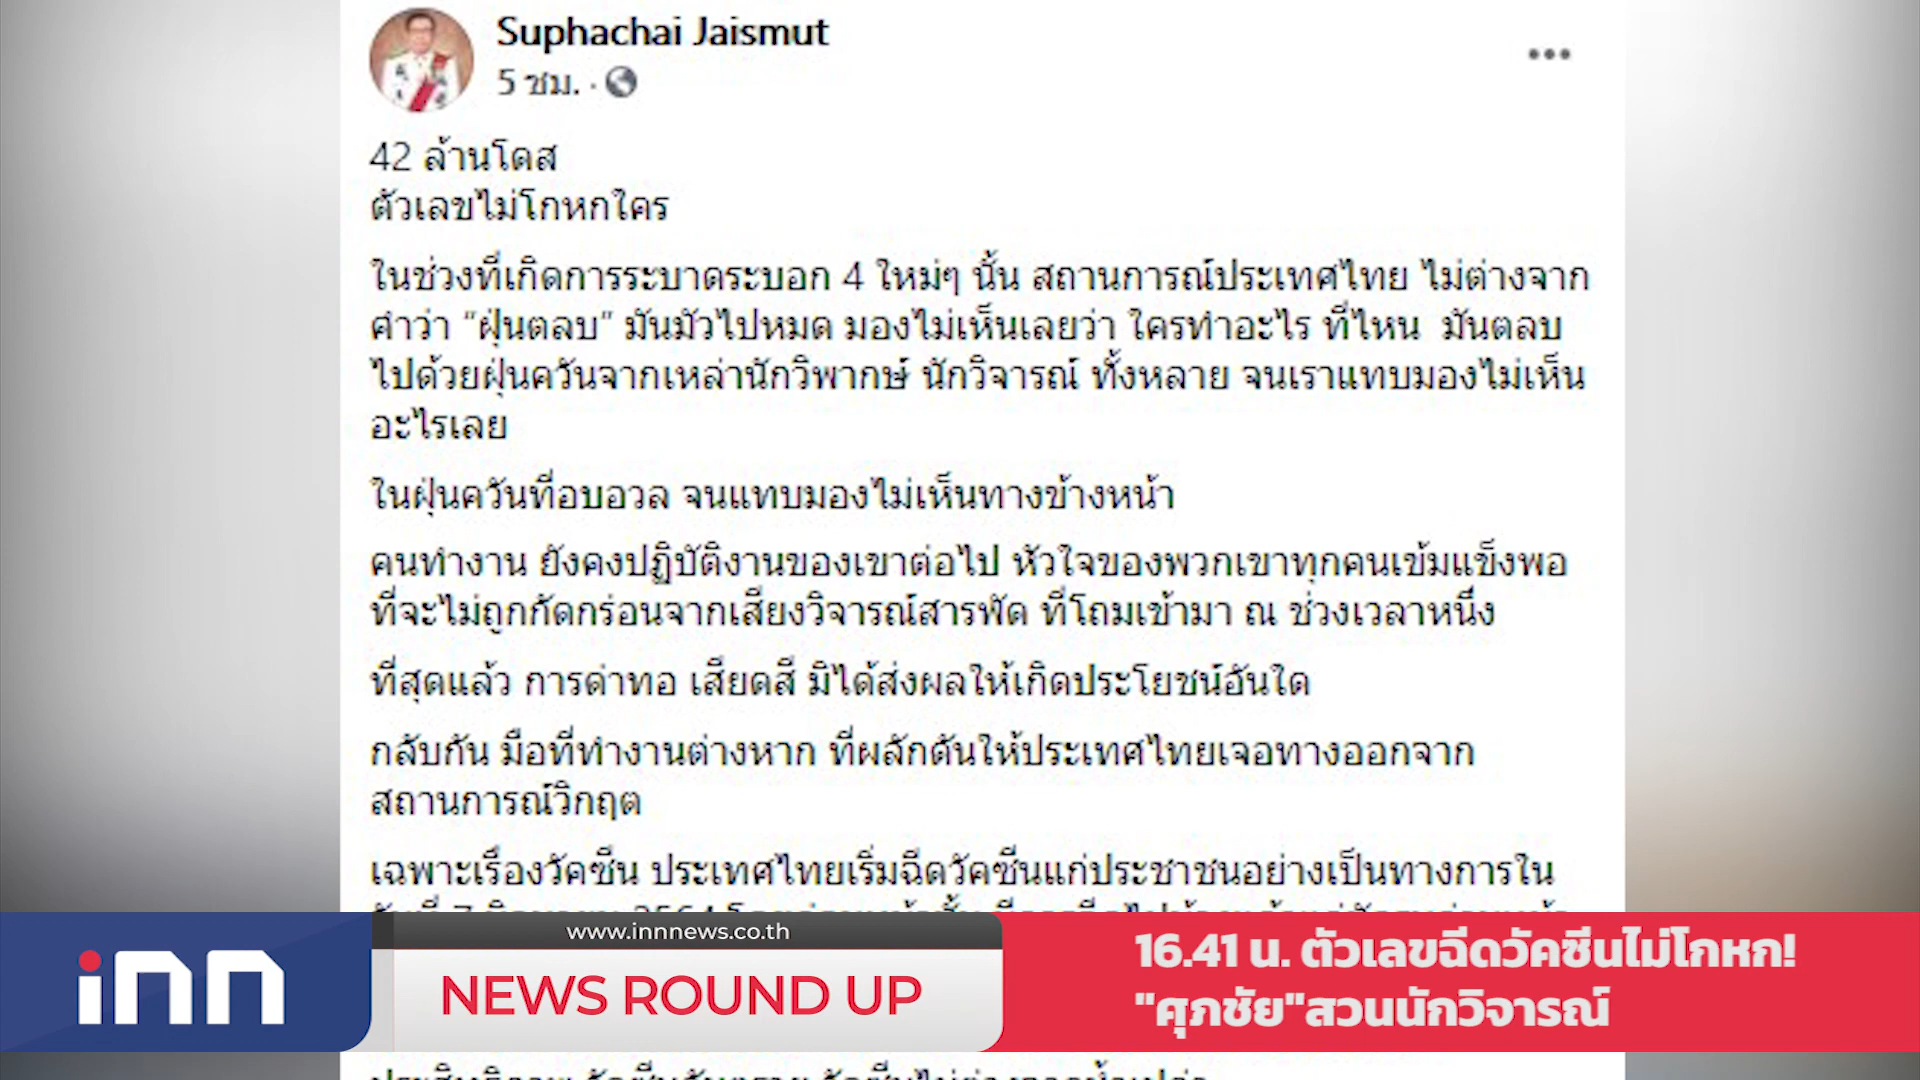 Suphachai Jaismut
5 ชม. ·
42 ล้านโดส
ตัวเลขไม่โกหกใคร
ในช่วงที่เกิดการระบาดระบอก 4 ใหม่ๆ นั้น สถานการณ์ประเทศไทย ไม่ต่างจาก
คำว่า “ฝุ่นตลบ” มันมัวไปหมด มองไม่เห็นเลยว่า ใครทำอะไร ที่ไหน มันตลบ
ไปด้วยฝุ่นควันจากเหล่านักวิพากษ์ นักวิจารณ์ ทั้งหลาย จนเราแทบมองไม่เห็น
อะไรเลย
ในฝุ่นควันที่อบอวล จนแทบมองไม่เห็นทางข้างหน้า
คนทำงาน ยังคงปฏิบัติงานของเขาต่อไป หัวใจของพวกเขาทุกคนเข้มแข็งพอ
ที่จะไม่ถูกกัดกร่อนจากเสียงวิจารณ์สารพัด ที่โถมเข้ามา ณ ช่วงเวลาหนึ่ง
ที่สุดแล้ว การด่าทอ เสียดสี มิได้ส่งผลให้เกิดประโยชน์อันใด
กลับกัน มือที่ทำงานต่างหาก ที่ผลักดันให้ประเทศไทยเจอทางออกจาก
สถานการณ์วิกฤต
เฉพาะเรื่องวัคซีน ประเทศไทยเริ่มฉีดวัคซีนแก่ประชาชนอย่างเป็นทางการใน
www.innnews.co.th
inn
NEWS ROUND UP
16.41 น. ตัวเลขฉีดวัคซีนไม่โกหก!
"ศุภชัย"สวนนักวิจารณ์